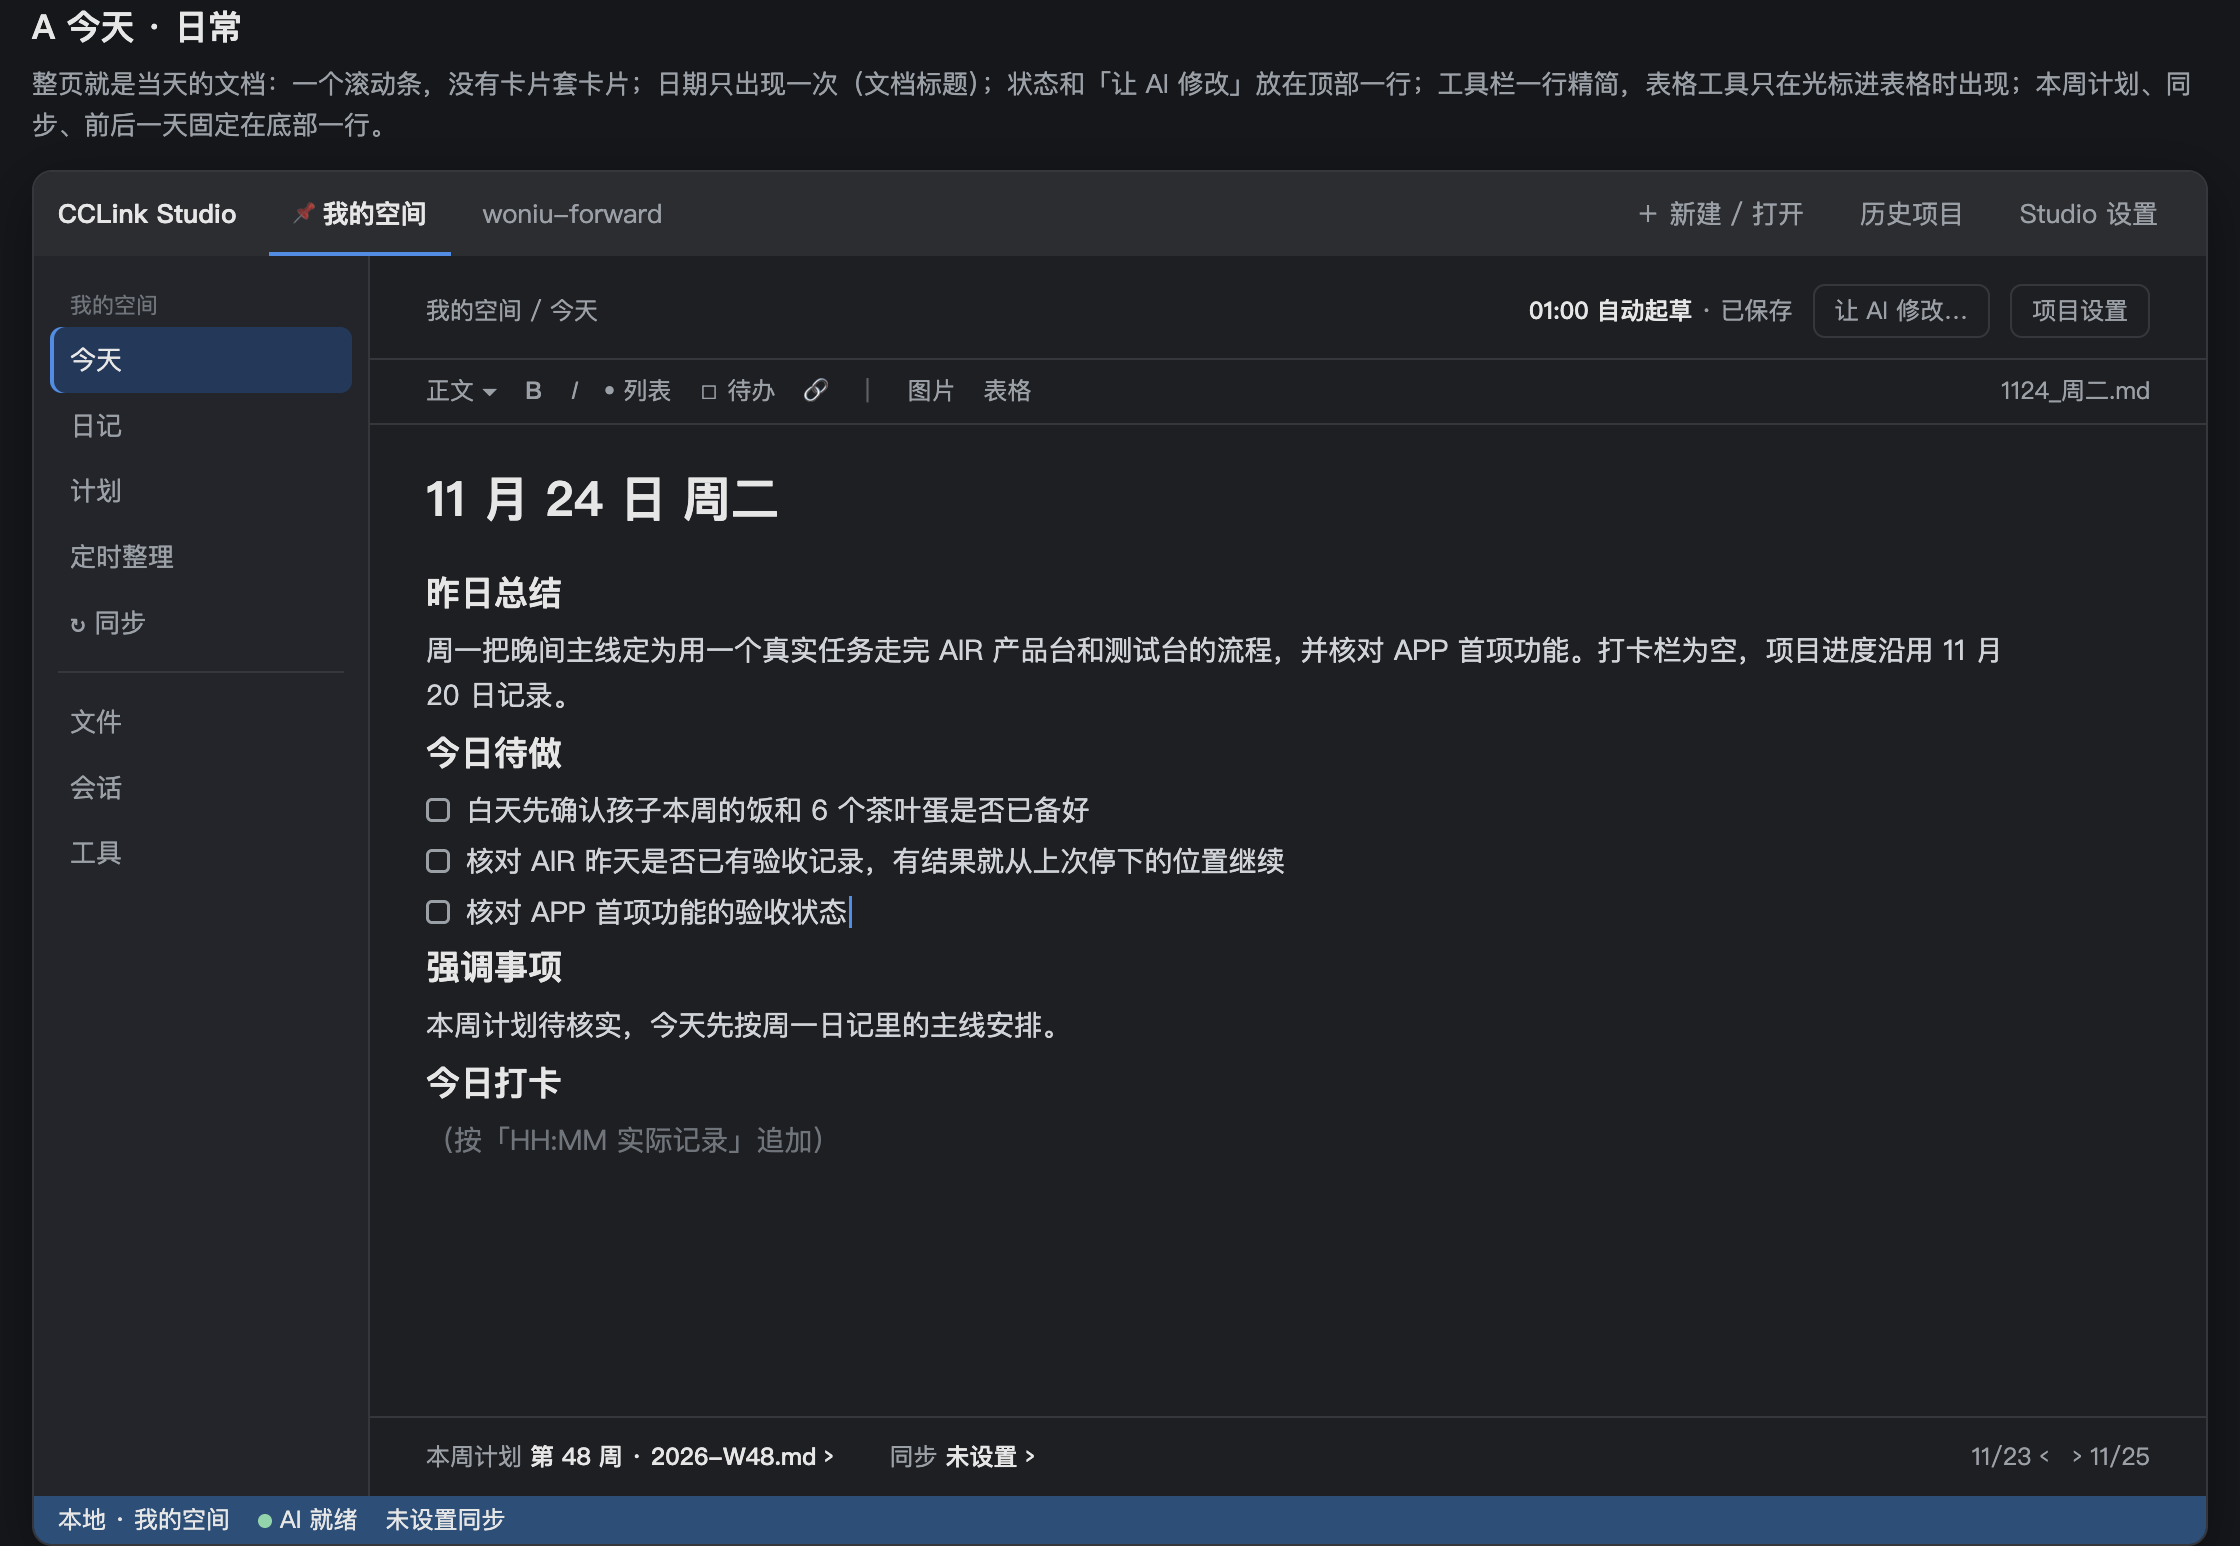 A 今天 · 日常
整页就是当天的文档：一个滚动条，没有卡片套卡片；日期只出现一次（文档标题）；状态和「让 AI 修改」放在顶部一行；工具栏一行精简，表格工具只在光标进表格时出现；本周计划、同
步、前后一天固定在底部一行。
CCLink Studio 📌 我的空间 woniu-forward + 新建 / 打开 历史项目 Studio 设置
我的空间
今天
日记
计划
定时整理
↻ 同步
文件
会话
工具
我的空间 / 今天 01:00 自动起草 · 已保存 让 AI 修改… 项目设置
正文 B I • 列表 □ 待办 🔗 | 图片 表格 1124_周二.md
11 月 24 日 周二
昨日总结
周一把晚间主线定为用一个真实任务走完 AIR 产品台和测试台的流程，并核对 APP 首项功能。打卡栏为空，项目进度沿用 11 月
20 日记录。
今日待做
白天先确认孩子本周的饭和 6 个茶叶蛋是否已备好
核对 AIR 昨天是否已有验收记录，有结果就从上次停下的位置继续
核对 APP 首项功能的验收状态
强调事项
本周计划待核实，今天先按周一日记里的主线安排。
今日打卡
（按「HH:MM 实际记录」追加）
本周计划 第 48 周 · 2026-W48.md › 同步 未设置 › 11/23 ‹ › 11/25
本地 · 我的空间 ● AI 就绪 未设置同步